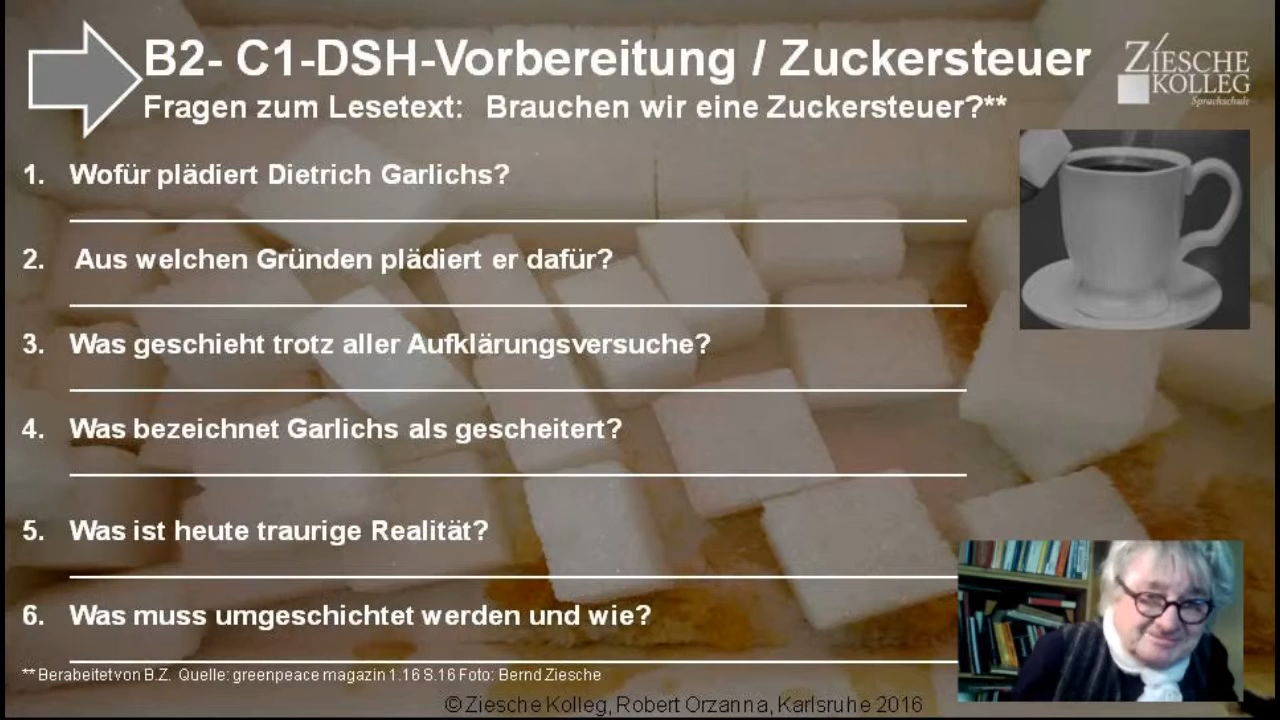 B2- C1-DSH-Vorbereitung / Zuckersteuer
ZIESCHE
KOLLEG
Sprachschule
Fragen zum Lesetext: Brauchen wir eine Zuckersteuer?**
1. Wofür plädiert Dietrich Garlichs?
2. Aus welchen Gründen plädiert er dafür?
3. Was geschieht trotz aller Aufklärungsversuche?
4. Was bezeichnet Garlichs als gescheitert?
5. Was ist heute traurige Realität?
6. Was muss umgeschichtet werden und wie?
** Berabeitet von B.Z. Quelle: greenpeace magazin 1.16 S.16 Foto: Bernd Ziesche
© Ziesche Kolleg, Robert Orzanna, Karlsruhe 2016